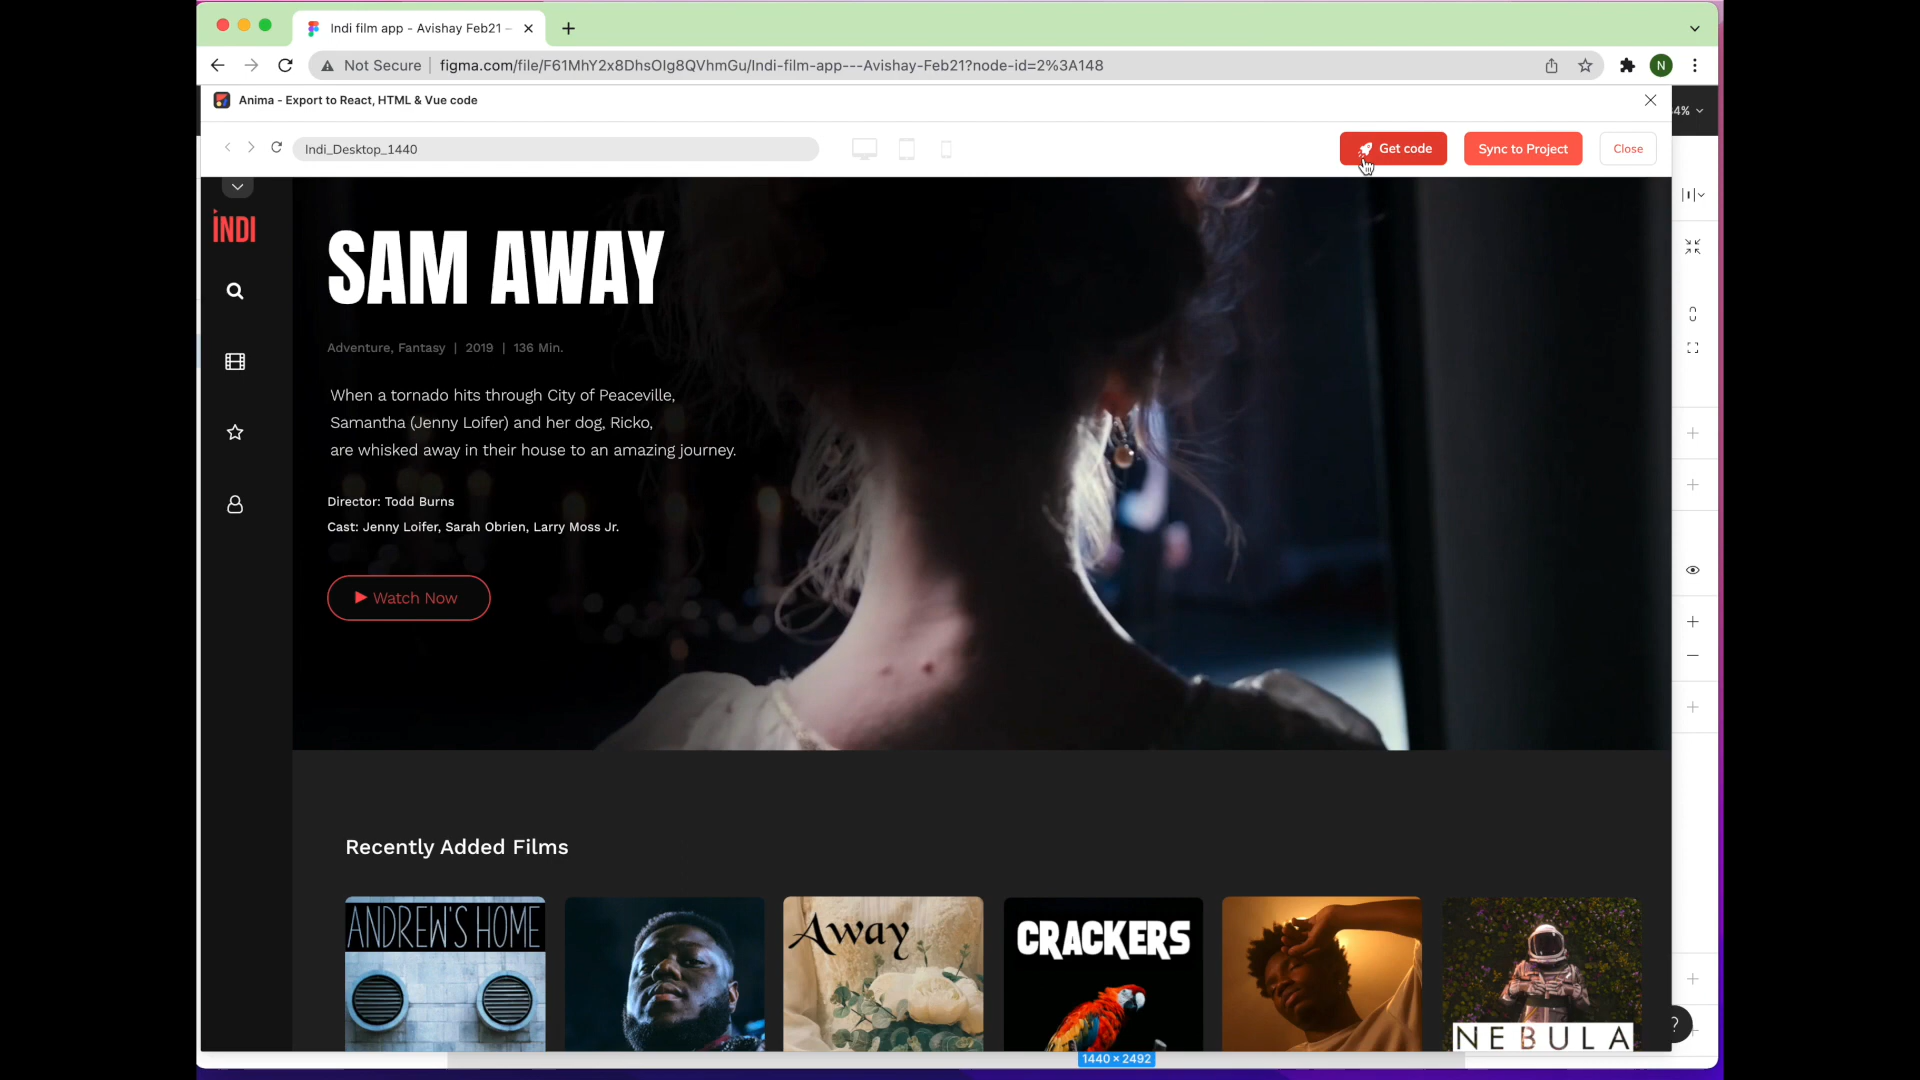 Indi film app - Avishay Feb21 -
Not Secure
figma.com/file/F61MhY2x8DhsOIg8QVhmGu/Indi-film-app---Avishay-Feb21?node-id=2%3A148
N
Anima - Export to React, HTML & Vue code
4%
Indi_Desktop_1440
Get code
Sync to Project
Close
INDI
SAM AWAY
Adventure, Fantasy | 2019 | 136 Min.
When a tornado hits through City of Peaceville,
Samantha (Jenny Loifer) and her dog, Ricko,
are whisked away in their house to an amazing journey.
Director: Todd Burns
Cast: Jenny Loifer, Sarah Obrien, Larry Moss Jr.
Watch Now
Recently Added Films
ANDREW'S HOME
Away
CRACKERS
NEBULA
?
1440 × 2492